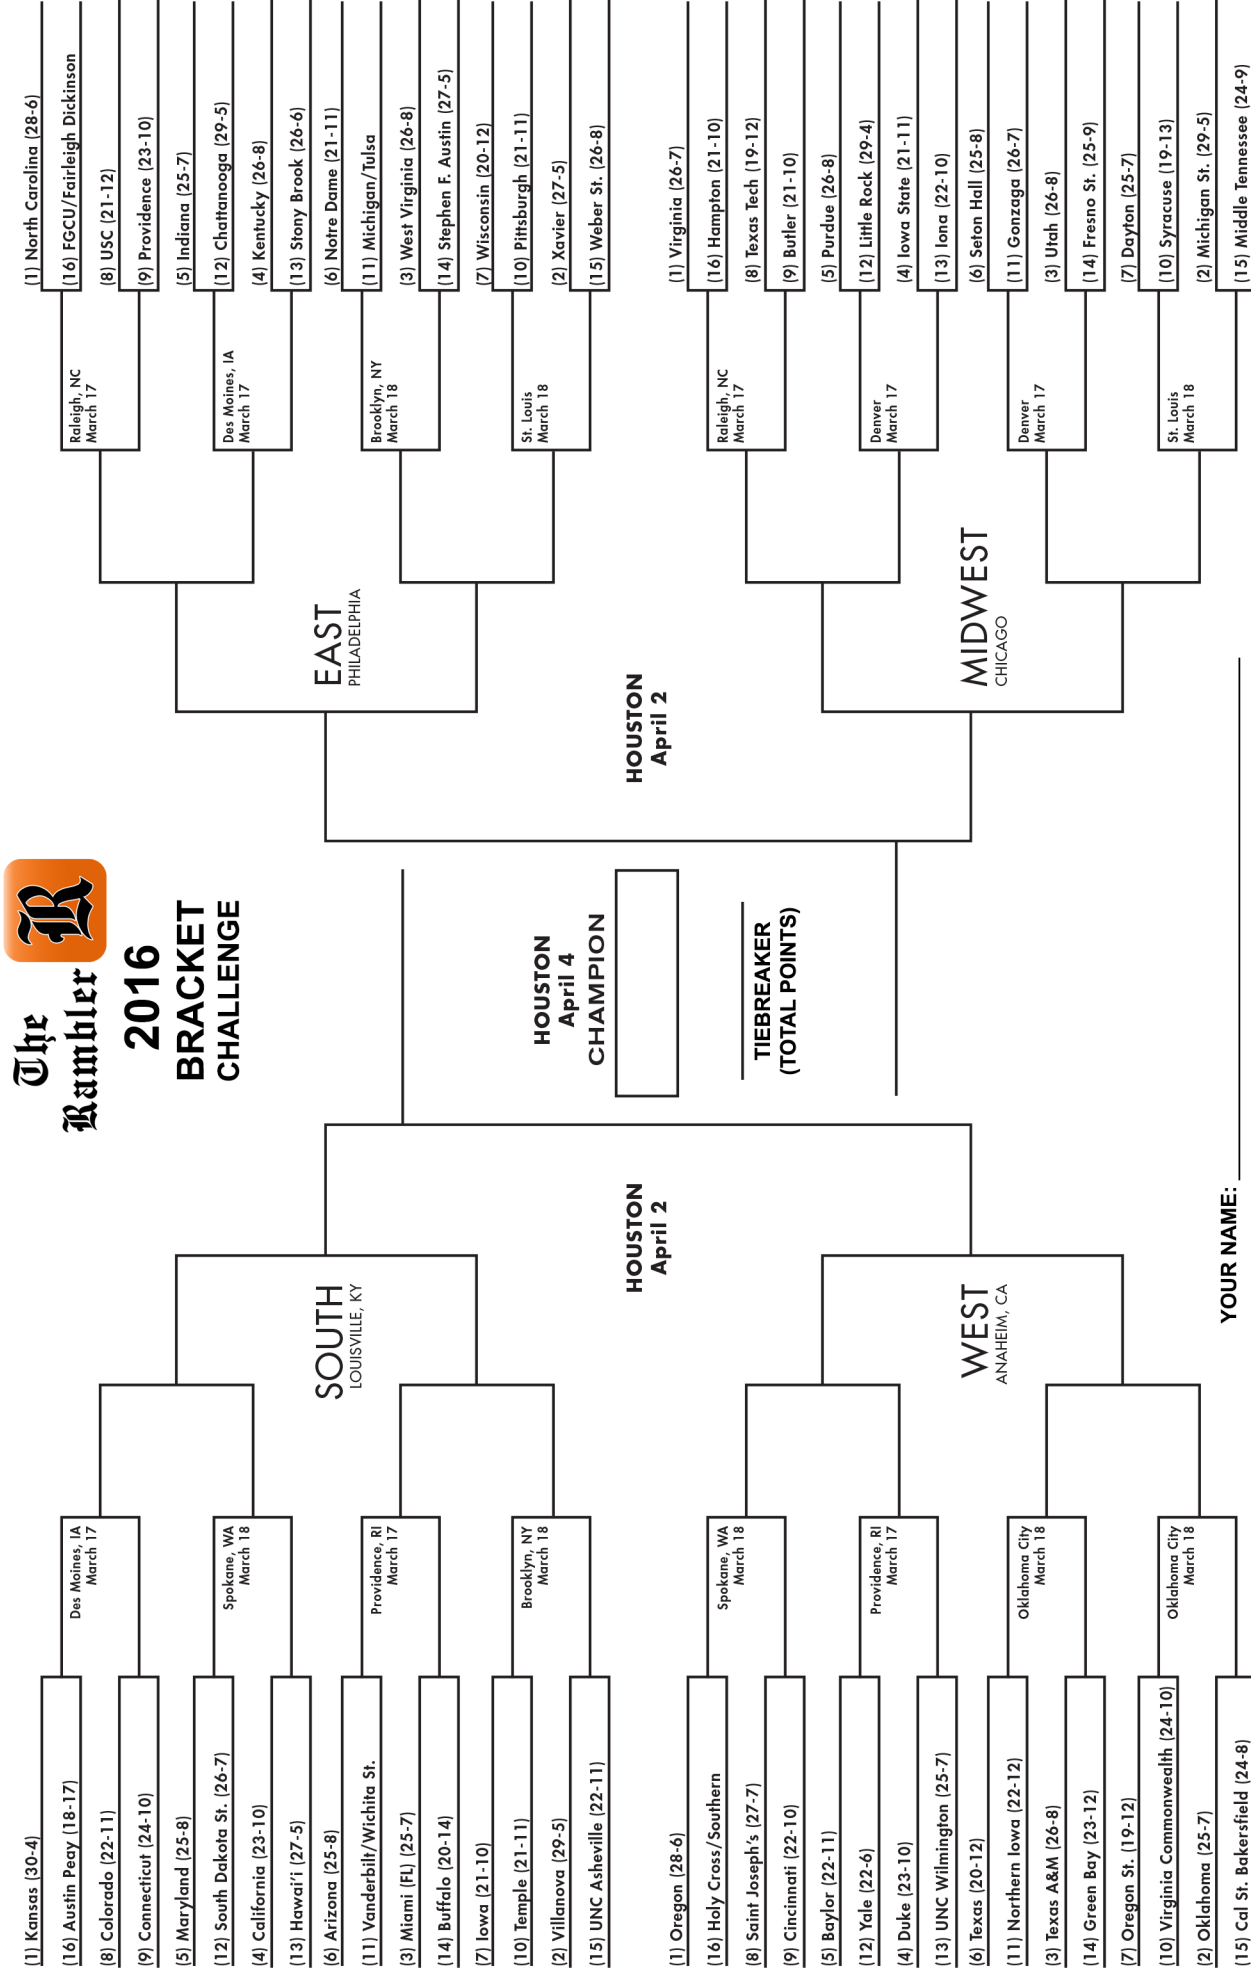 The
Rambler
R
2016
BRACKET
CHALLENGE
(1) Kansas (30-4)
(16) Austin Peay (18-17)
(8) Colorado (22-11)
(9) Connecticut (24-10)
(5) Maryland (25-8)
(12) South Dakota St. (26-7)
(4) California (23-10)
(13) Hawai'i (27-5)
(6) Arizona (25-8)
(11) Vanderbilt/Wichita St.
(3) Miami (FL) (25-7)
(14) Buffalo (20-14)
(7) Iowa (21-10)
(10) Temple (21-11)
(2) Villanova (29-5)
(15) UNC Asheville (22-11)
Des Moines, IA
March 17
Spokane, WA
March 18
Providence, RI
March 17
Brooklyn, NY
March 18
SOUTH
LOUISVILLE, KY
(1) Oregon (28-6)
(16) Holy Cross/Southern
(8) Saint Joseph's (27-7)
(9) Cincinnati (22-10)
(5) Baylor (22-11)
(12) Yale (22-6)
(4) Duke (23-10)
(13) UNC Wilmington (25-7)
(6) Texas (20-12)
(11) Northern Iowa (22-12)
(3) Texas A&M (26-8)
(14) Green Bay (23-12)
(7) Oregon St. (19-12)
(10) Virginia Commonwealth (24-10)
(2) Oklahoma (25-7)
(15) Cal St. Bakersfield (24-8)
Spokane, WA
March 18
Providence, RI
March 17
Oklahoma City
March 18
Oklahoma City
March 18
WEST
ANAHEIM, CA
HOUSTON
April 2
HOUSTON
April 4
CHAMPION
TIEBREAKER
(TOTAL POINTS)
HOUSTON
April 2
(1) North Carolina (28-6)
(16) FGCU/Fairleigh Dickinson
(8) USC (21-12)
(9) Providence (23-10)
(5) Indiana (25-7)
(12) Chattanooga (29-5)
(4) Kentucky (26-8)
(13) Stony Brook (26-6)
(6) Notre Dame (21-11)
(11) Michigan/Tulsa
(3) West Virginia (26-8)
(14) Stephen F. Austin (27-5)
(7) Wisconsin (20-12)
(10) Pittsburgh (21-11)
(2) Xavier (27-5)
(15) Weber St. (26-8)
Raleigh, NC
March 17
Des Moines, IA
March 17
Brooklyn, NY
March 18
St. Louis
March 18
EAST
PHILADELPHIA
(1) Virginia (26-7)
(16) Hampton (21-10)
(8) Texas Tech (19-12)
(9) Butler (21-10)
(5) Purdue (26-8)
(12) Little Rock (29-4)
(4) Iowa State (21-11)
(13) Iona (22-10)
(6) Seton Hall (25-8)
(11) Gonzaga (26-7)
(3) Utah (26-8)
(14) Fresno St. (25-9)
(7) Dayton (25-7)
(10) Syracuse (19-13)
(2) Michigan St. (29-5)
(15) Middle Tennessee (24-9)
Raleigh, NC
March 17
Denver
March 17
Denver
March 17
St. Louis
March 18
MIDWEST
CHICAGO
YOUR NAME: